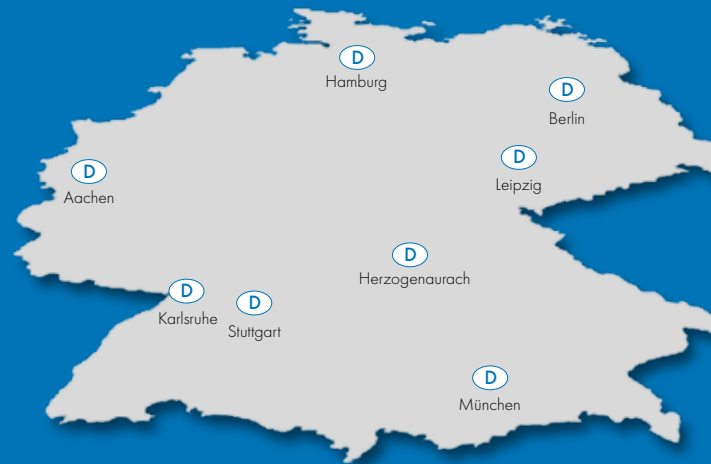 D
Hamburg
D
Berlin
D
Leipzig
D
Aachen
D
Herzogenaurach
D
Karlsruhe
D
Stuttgart
D
München